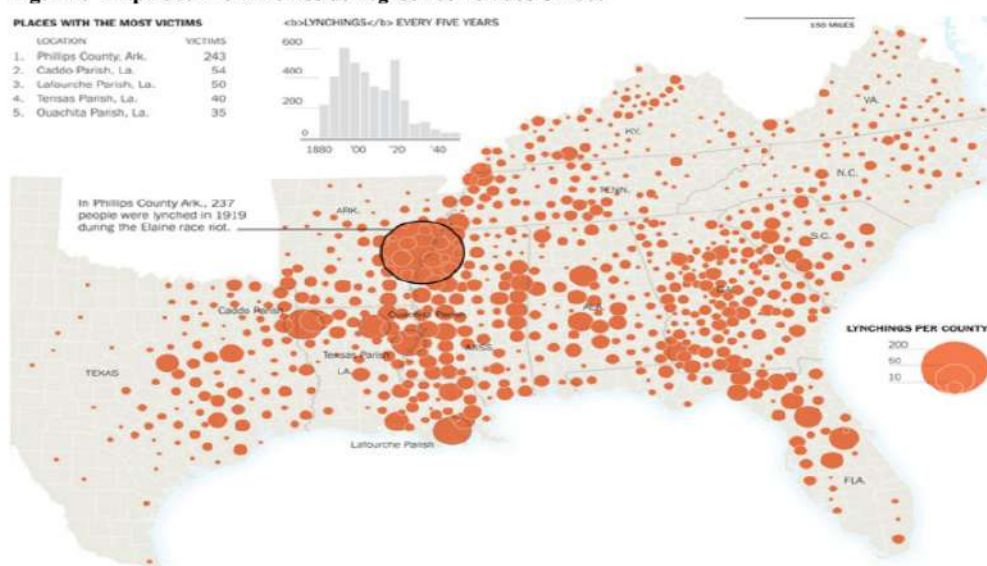 PLACES WITH THE MOST VICTIMS
LOCATION VICTIMS
1. Phillips County, Ark. 243
2. Caddo Parish, La. 54
3. Lafourche Parish, La. 50
4. Tensas Parish, La. 40
5. Ouachita Parish, La. 35
<b>LYNCHINGS</b> EVERY FIVE YEARS
600
400
200
0
1880 '00 '20 '40
150 MILES
In Phillips County Ark., 237
people were lynched in 1919
during the Elaine race riot.
VA.
KY.
N.C.
TENN.
ARK.
S.C.
Caddo Parish
Ouachita Parish
MISS.
Tensas Parish
LA.
TEXAS
Lafourche Parish
FLA.
LYNCHINGS PER COUNTY
200
50
10